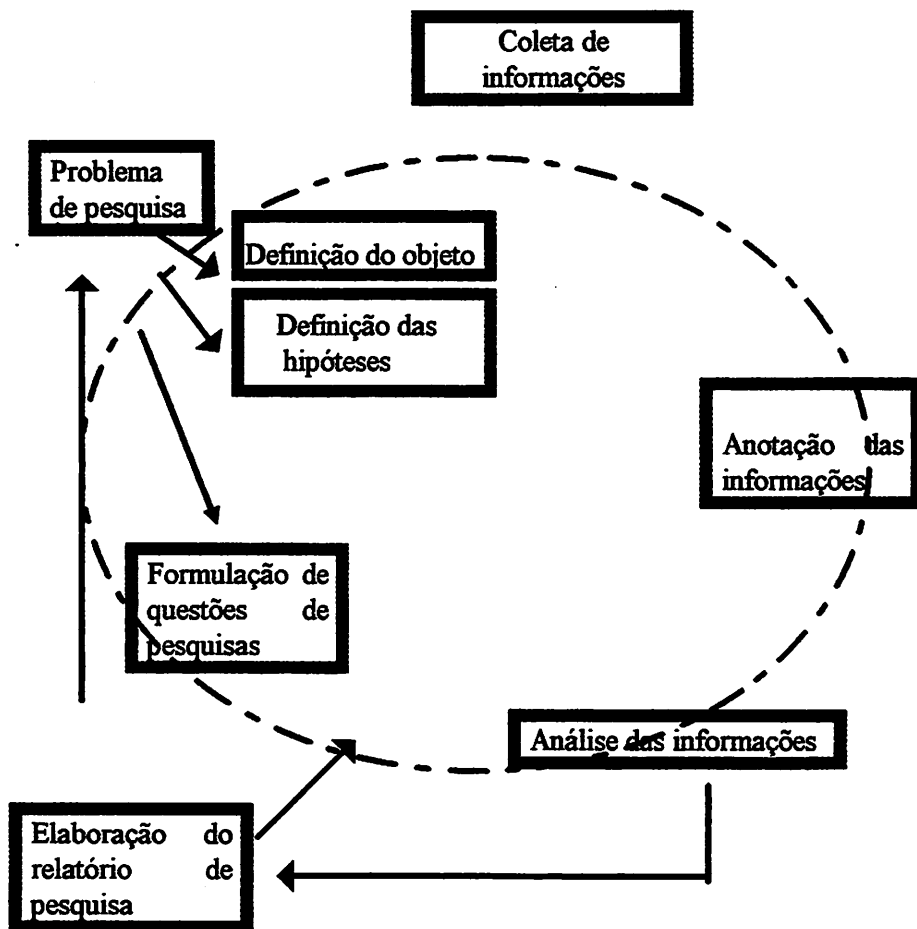 Coleta de
informações
Problema
de pesquisa
Definição do objeto
Definição das
hipóteses
Anotação das
informações
Formulação de
questões de
pesquisas
Análise das informações
Elaboração do
relatório de
pesquisa